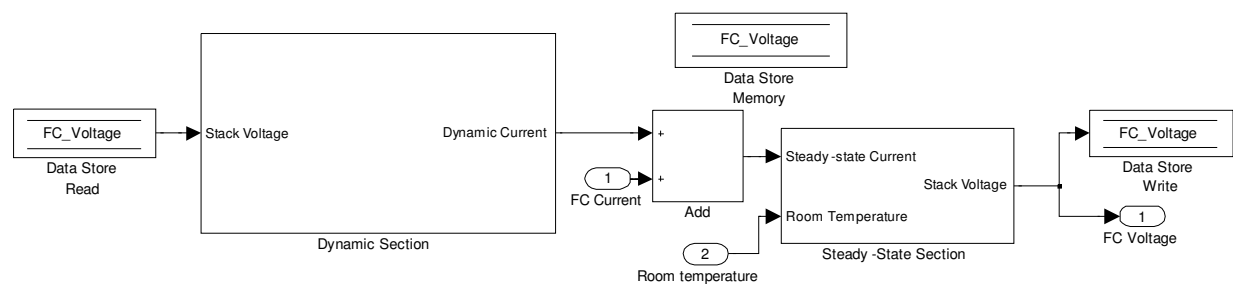 FC_Voltage
Data Store
Memory
FC_Voltage
Data Store
Read
Stack Voltage
Dynamic Current
Dynamic Section
+
+
Add
1
FC Current
2
Room temperature
Steady -state Current
Room Temperature
Stack Voltage
Steady -State Section
FC_Voltage
Data Store
Write
1
FC Voltage